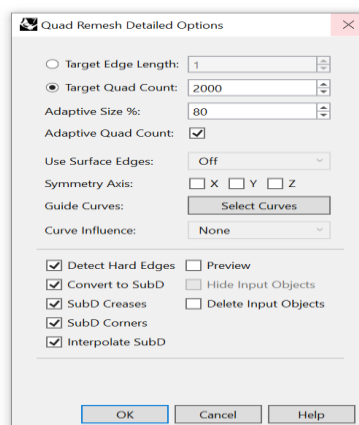 Quad Remesh Detailed Options
Target Edge Length: 1
Target Quad Count: 2000
Adaptive Size %: 80
Adaptive Quad Count:
Use Surface Edges: Off
Symmetry Axis: X Y Z
Guide Curves: Select Curves
Curve Influence: None
Detect Hard Edges Preview
Convert to SubD Hide Input Objects
SubD Creases Delete Input Objects
SubD Corners
Interpolate SubD
OK Cancel Help